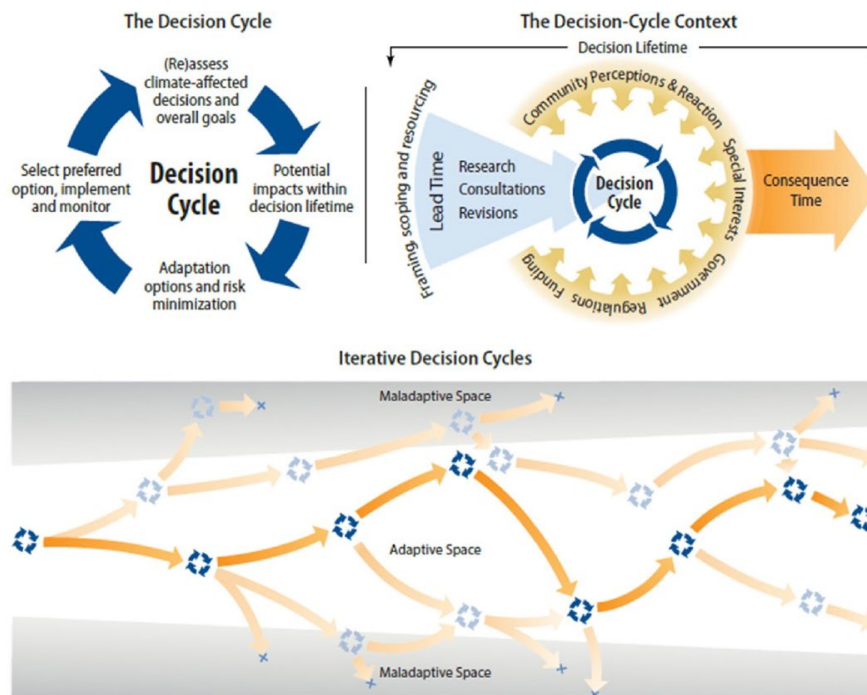 The Decision Cycle
(Re)assess
climate-affected
decisions and
overall goals
Select preferred
option, implement
and monitor
Decision
Cycle
Potential
impacts within
decision lifetime
Adaptation
options and risk
minimization
The Decision-Cycle Context
Decision Lifetime
Framing, scoping and resourcing
Lead Time
Research
Consultations
Revisions
Decision
Cycle
Community Perceptions & Reaction
Special Interests
Government Regulations Funding
Consequence
Time
Iterative Decision Cycles
Maladaptive Space
Adaptive Space
Maladaptive Space